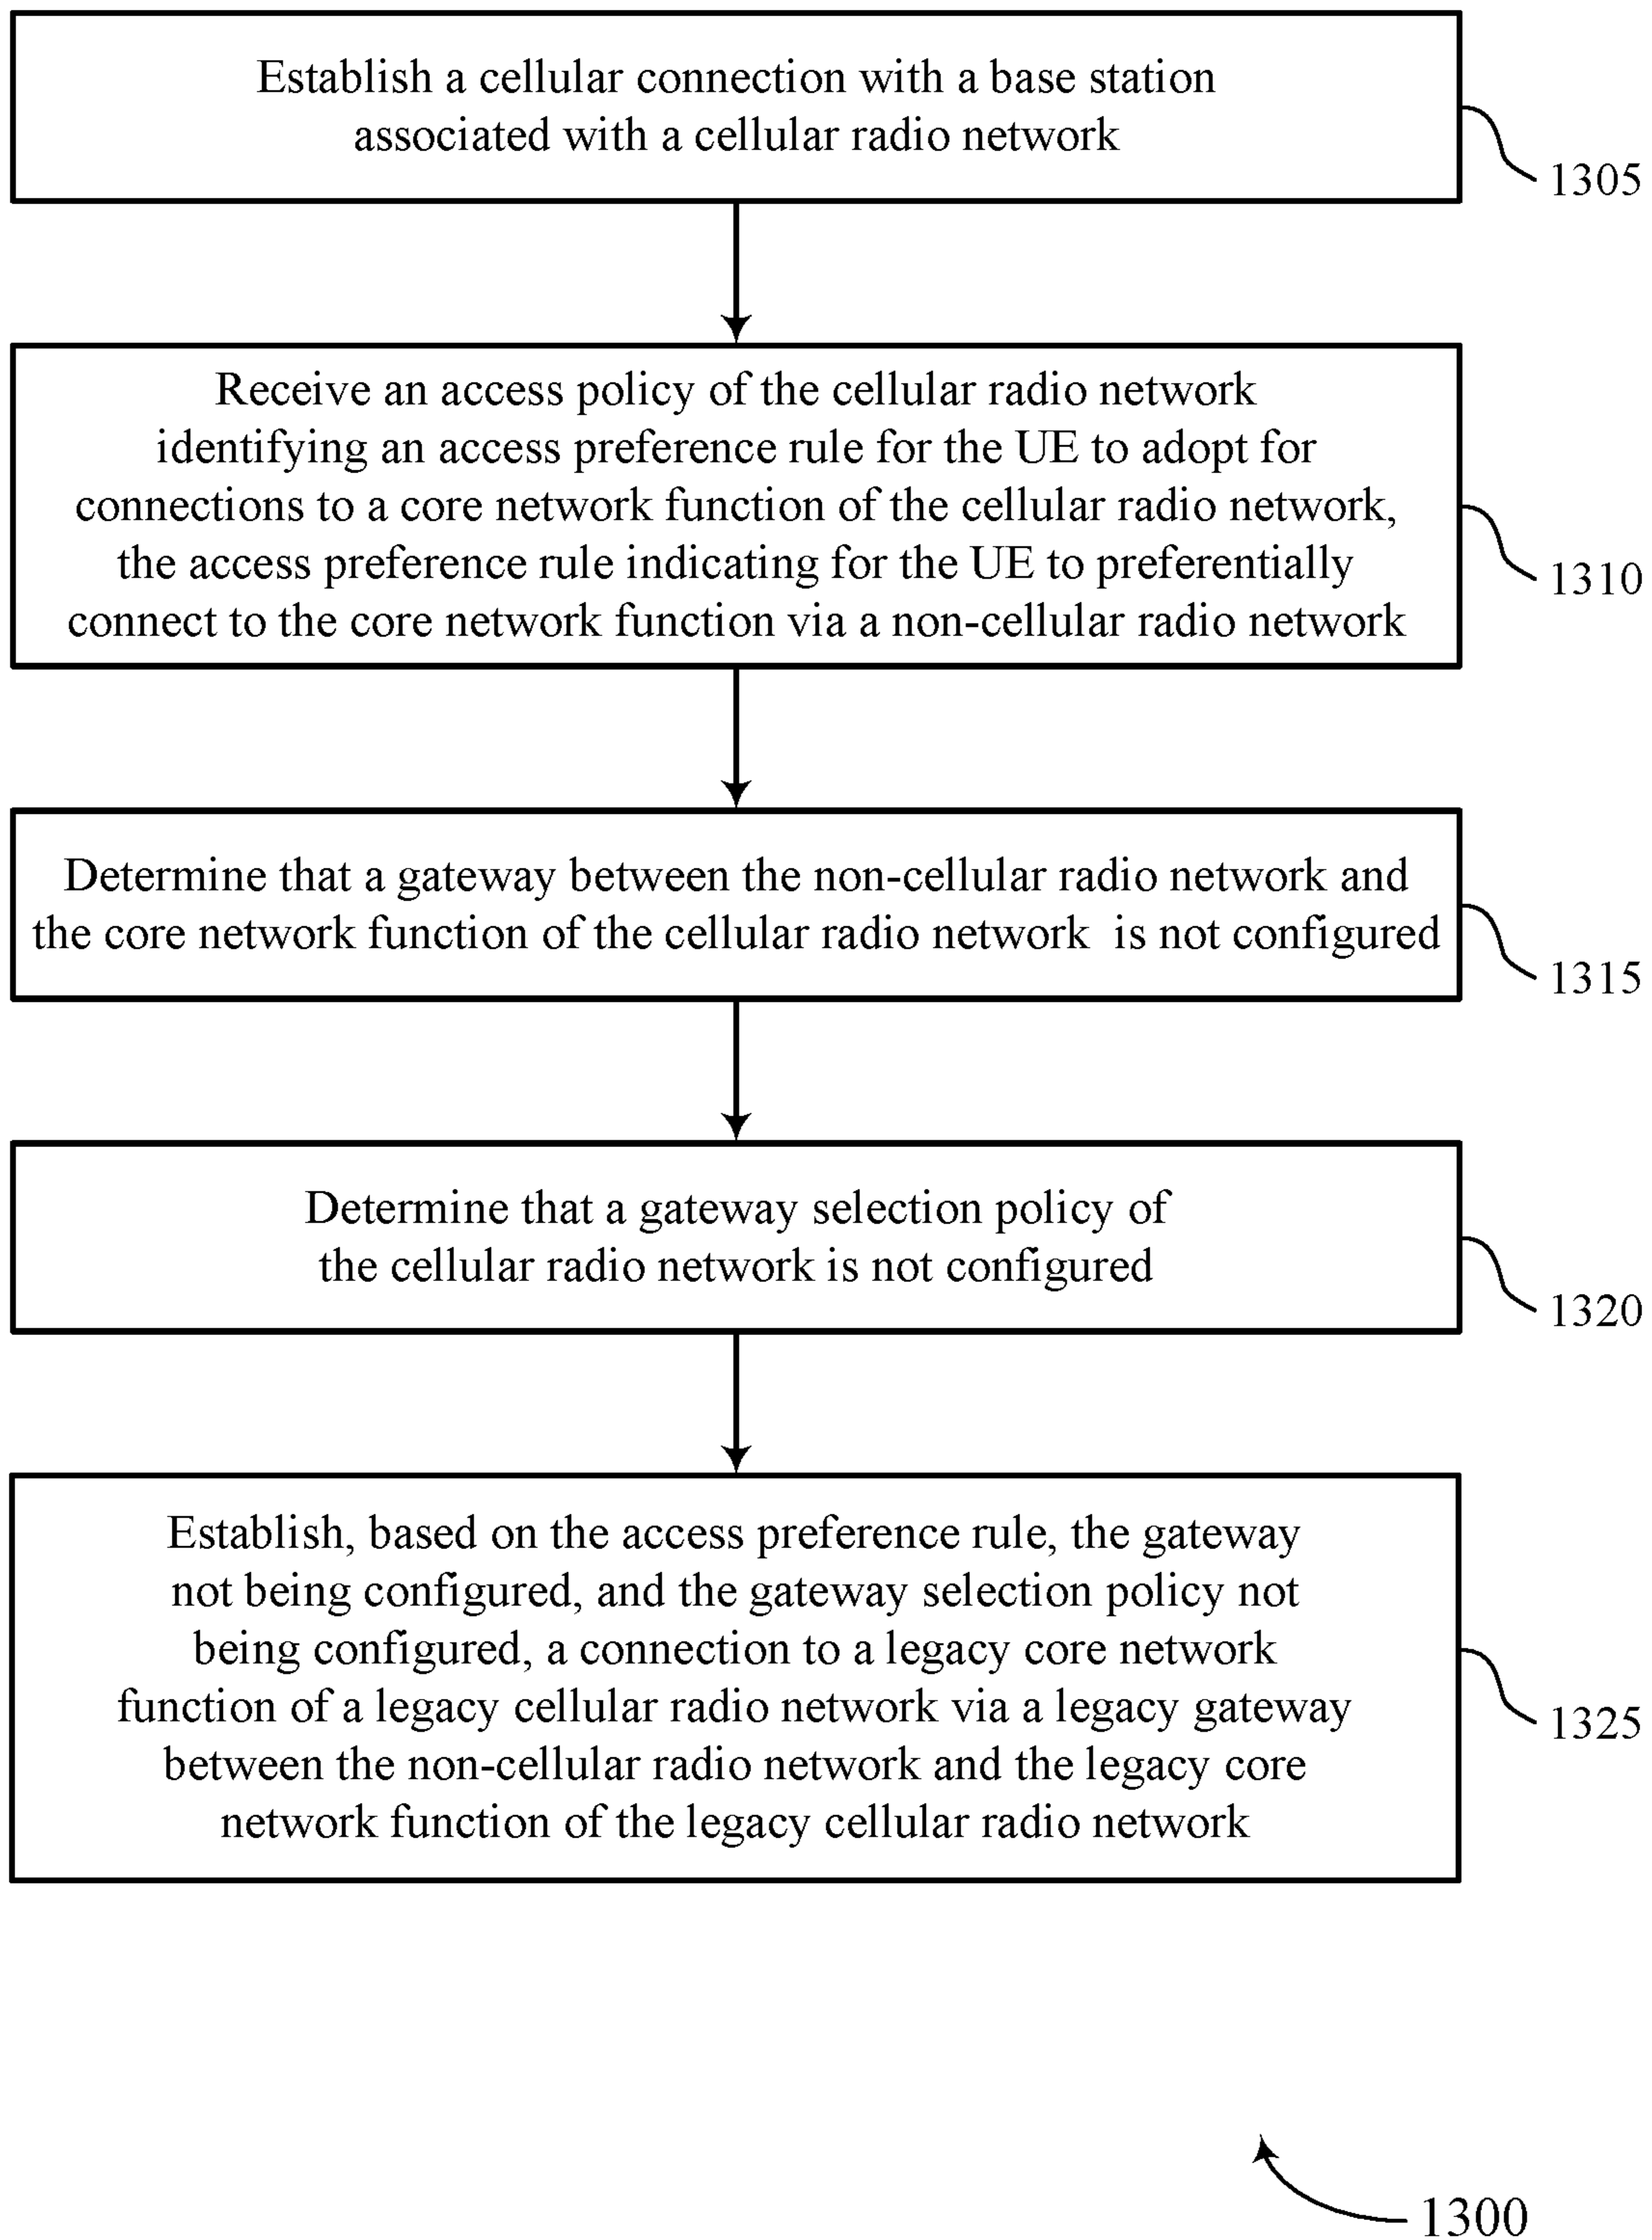 Establish a cellular connection with a base station
associated with a cellular radio network
1305
Receive an access policy of the cellular radio network
identifying an access preference rule for the UE to adopt for
connections to a core network function of the cellular radio network,
the access preference rule indicating for the UE to preferentially
connect to the core network function via a non-cellular radio network
1310
Determine that a gateway between the non-cellular radio network and
the core network function of the cellular radio network is not configured
1315
Determine that a gateway selection policy of
the cellular radio network is not configured
1320
Establish, based on the access preference rule, the gateway
not being configured, and the gateway selection policy not
being configured, a connection to a legacy core network
function of a legacy cellular radio network via a legacy gateway
between the non-cellular radio network and the legacy core
network function of the legacy cellular radio network
1325
1300